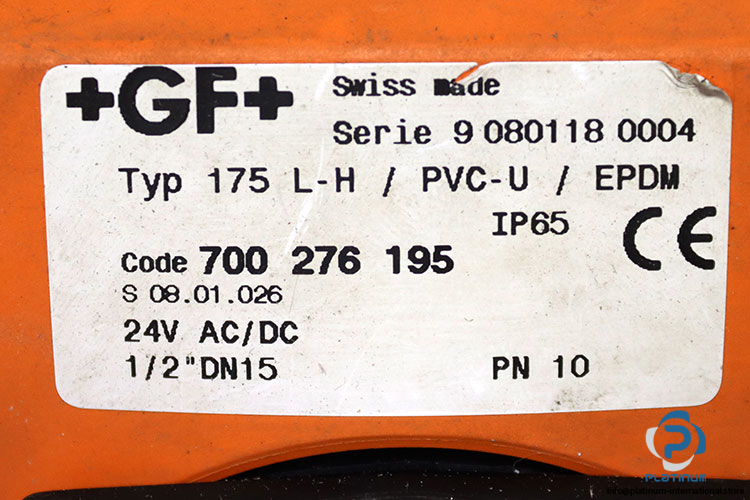 +GF+
Swiss made
Serie 9 080118 0004
Typ 175 L-H / PVC-U / EPDM
IP65
CE
Code 700 276 195
S 08.01.026
24V AC/DC
1/2"DN15
PN 10
PLATINUM